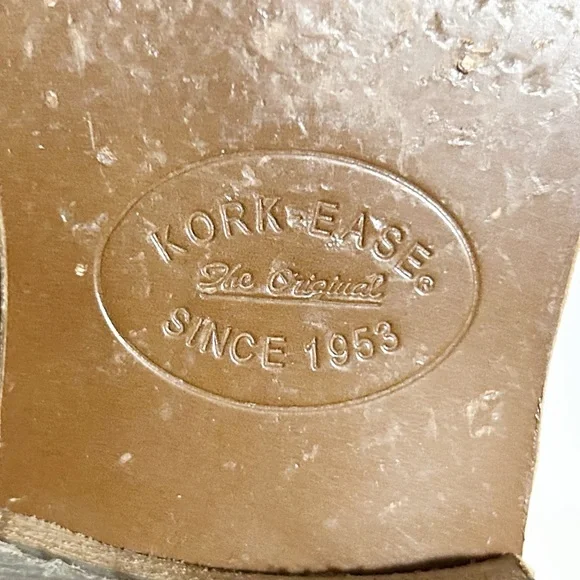 KORK-EASE®
The Original
SINCE 1953